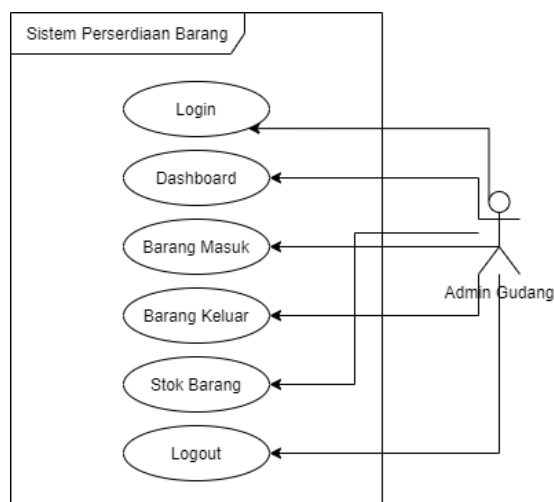 Sistem Perserdiaan Barang
Login
Dashboard
Barang Masuk
Admin Gudang
Barang Keluar
Stok Barang
Logout